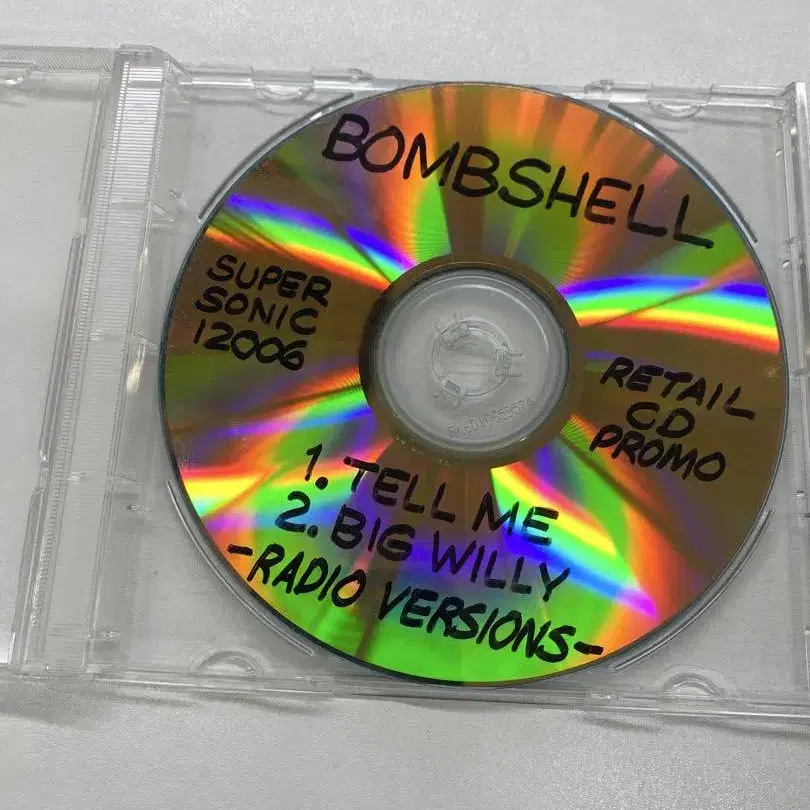 BOMBSHELL
SUPER
SONIC
12006
RETAIL
CD
PROMO
1. TELL ME
2. BIG WILLY
-RADIO VERSIONS-